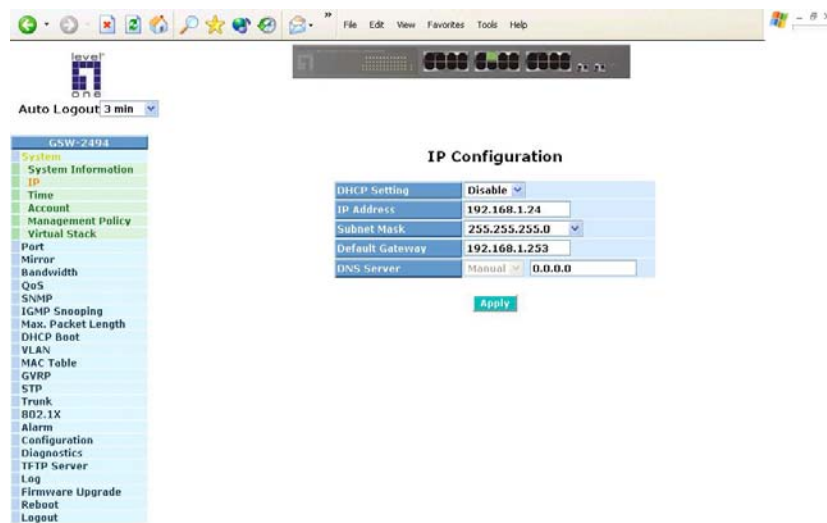 File Edit View Favorites Tools Help
level
one
Auto Logout 3 min
GSW-2494
System
System Information
IP
Time
Account
Management Policy
Virtual Stack
Port
Mirror
Bandwidth
QoS
SNMP
IGMP Snooping
Max. Packet Length
DHCP Boot
VLAN
MAC Table
GVRP
STP
Trunk
802.1X
Alarm
Configuration
Diagnostics
TFTP Server
Log
Firmware Upgrade
Reboot
Logout
IP Configuration
DHCP Setting Disable
IP Address 192.168.1.24
Subnet Mask 255.255.255.0
Default Gateway 192.168.1.253
DNS Server Manual 0.0.0.0
Apply